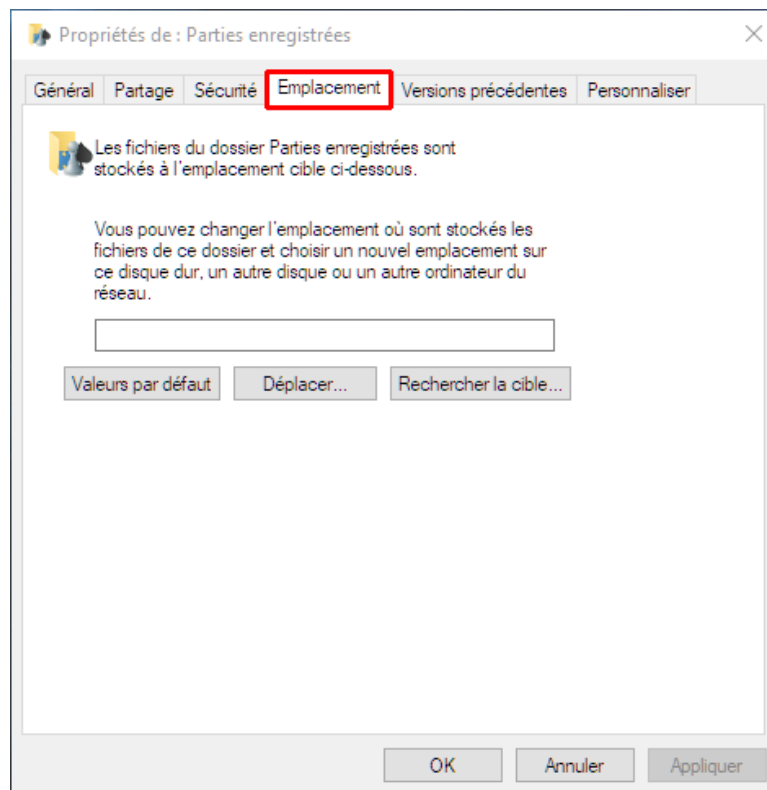 Propriétés de : Parties enregistrées
Général Partage Sécurité Emplacement Versions précédentes Personnaliser
Les fichiers du dossier Parties enregistrées sont
stockés à l'emplacement cible ci-dessous.
Vous pouvez changer l'emplacement où sont stockés les
fichiers de ce dossier et choisir un nouvel emplacement sur
ce disque dur, un autre disque ou un autre ordinateur du
réseau.
Valeurs par défaut Déplacer... Rechercher la cible...
OK Annuler Appliquer